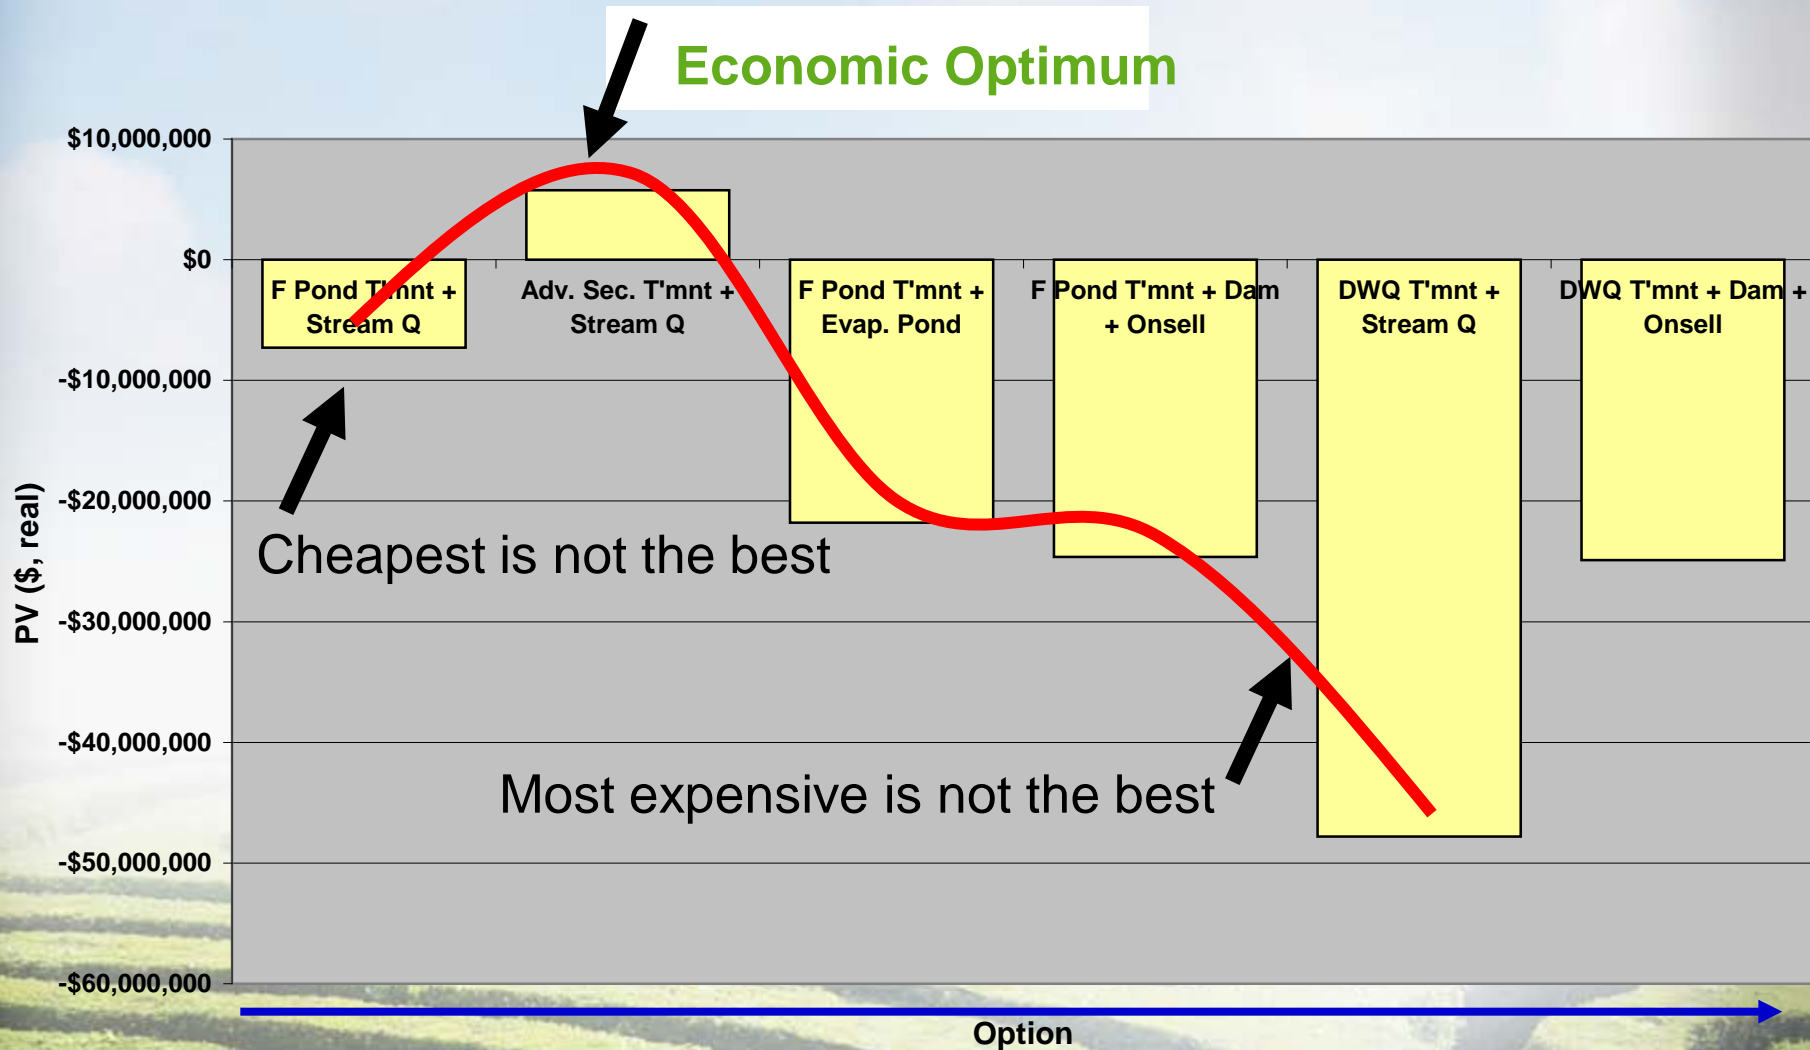 Economic Optimum
$10,000,000
$0
-$10,000,000
-$20,000,000
-$30,000,000
-$40,000,000
-$50,000,000
-$60,000,000
PV ($, real)
F Pond T'mnt +
Stream Q
Adv. Sec. T'mnt +
Stream Q
F Pond T'mnt +
Evap. Pond
F Pond T'mnt + Dam
+ Onsell
DWQ T'mnt +
Stream Q
DWQ T'mnt + Dam +
Onsell
Cheapest is not the best
Most expensive is not the best
Option